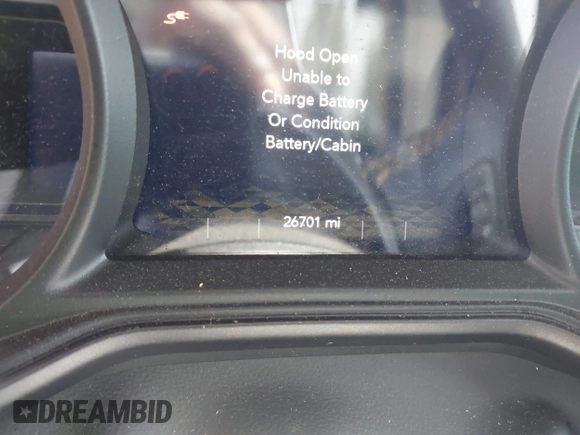 Hood Open
Unable to
Charge Battery
Or Condition
Battery/Cabin
26701 mi
DREAMBID